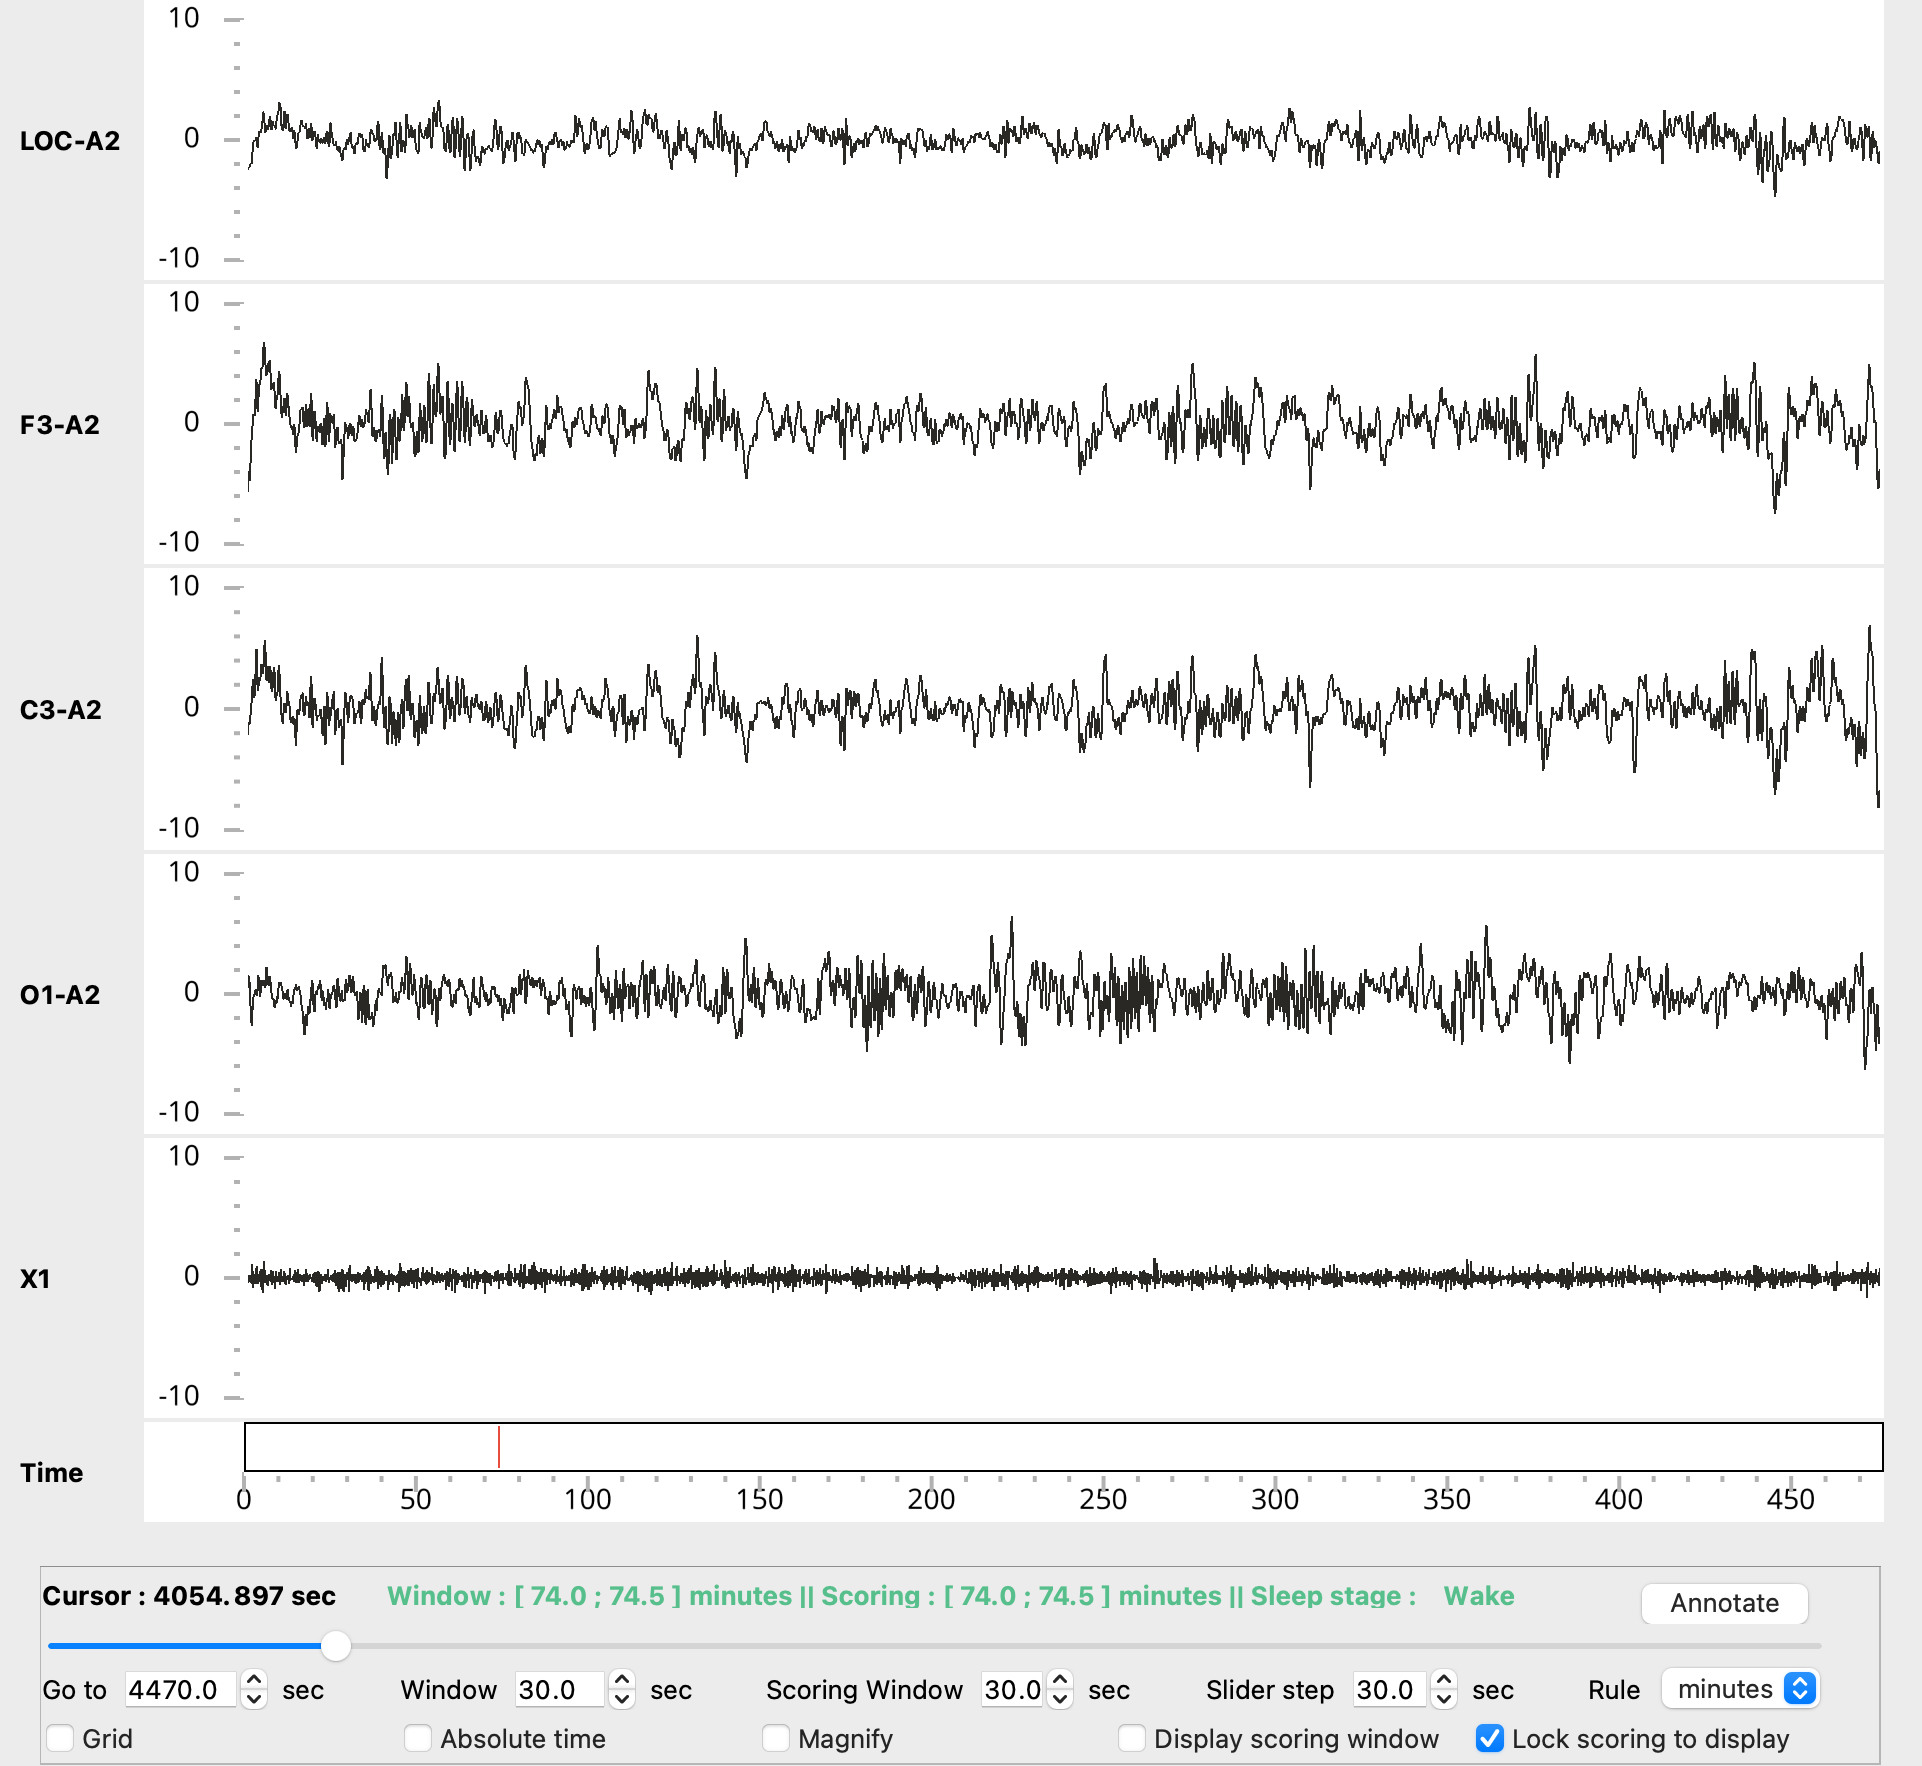 10
LOC-A2 0
-10
10
F3-A2 0
-10
10
C3-A2 0
-10
10
O1-A2 0
-10
10
X1 0
-10
Time
0 50 100 150 200 250 300 350 400 450
Cursor : 4054.897 sec Window : [ 74.0 ; 74.5 ] minutes || Scoring : [ 74.0 ; 74.5 ] minutes || Sleep stage : Wake Annotate
Go to 4470.0 sec Window 30.0 sec Scoring Window 30.0 sec Slider step 30.0 sec Rule minutes
Grid Absolute time Magnify Display scoring window Lock scoring to display